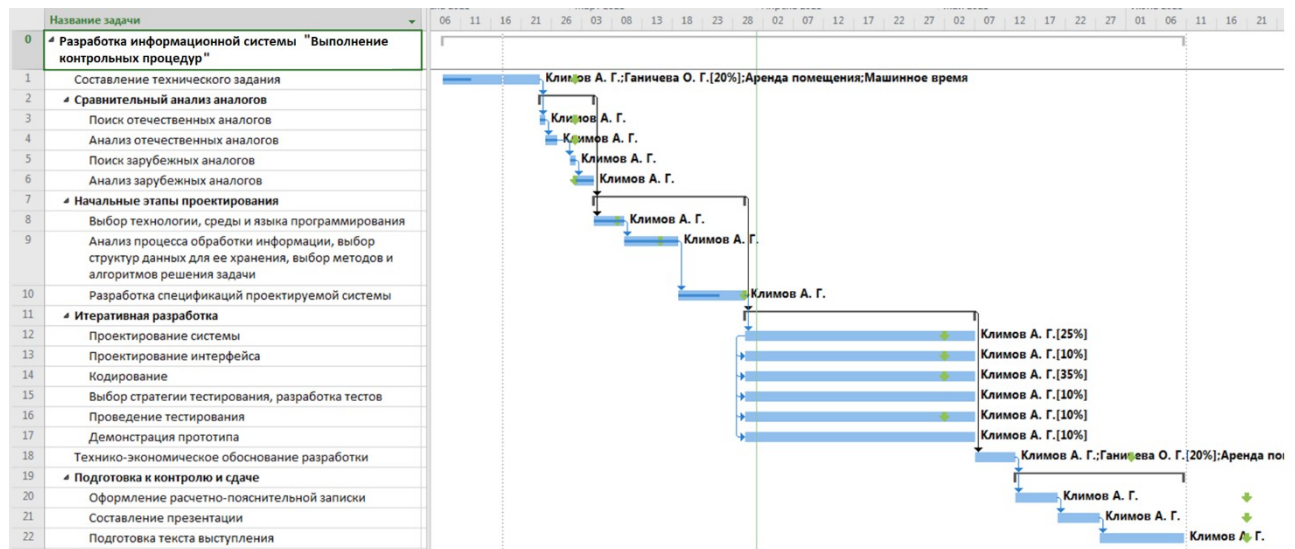 Название задачи
март 2023
06 11 16 21 26 03 08 13 18 23 28 02 07 12 17 22 27 02 07 12 17 22 27 01 06 11 16 21
0 Разработка информационной системы "Выполнение
контрольных процедур"
1 Составление технического задания Климов А. Г.;Ганичева О. Г.[20%];Аренда помещения;Машинное время
2 Сравнительный анализ аналогов
3 Поиск отечественных аналогов Климов А. Г.
4 Анализ отечественных аналогов Климов А. Г.
5 Поиск зарубежных аналогов Климов А. Г.
6 Анализ зарубежных аналогов Климов А. Г.
7 Начальные этапы проектирования
8 Выбор технологии, среды и языка программирования Климов А. Г.
9 Анализ процесса обработки информации, выбор Климов А. Г.
структур данных для ее хранения, выбор методов и
алгоритмов решения задачи
10 Разработка спецификаций проектируемой системы Климов А. Г.
11 Итеративная разработка
12 Проектирование системы Климов А. Г.[25%]
13 Проектирование интерфейса Климов А. Г.[10%]
14 Кодирование Климов А. Г.[35%]
15 Выбор стратегии тестирования, разработка тестов Климов А. Г.[10%]
16 Проведение тестирования Климов А. Г.[10%]
17 Демонстрация прототипа Климов А. Г.[10%]
18 Технико-экономическое обоснование разработки Климов А. Г.;Ганичева О. Г.[20%];Аренда
19 Подготовка к контролю и сдаче
20 Оформление расчетно-пояснительной записки Климов А. Г.
21 Составление презентации Климов А. Г.
22 Подготовка текста выступления Климов А. Г.